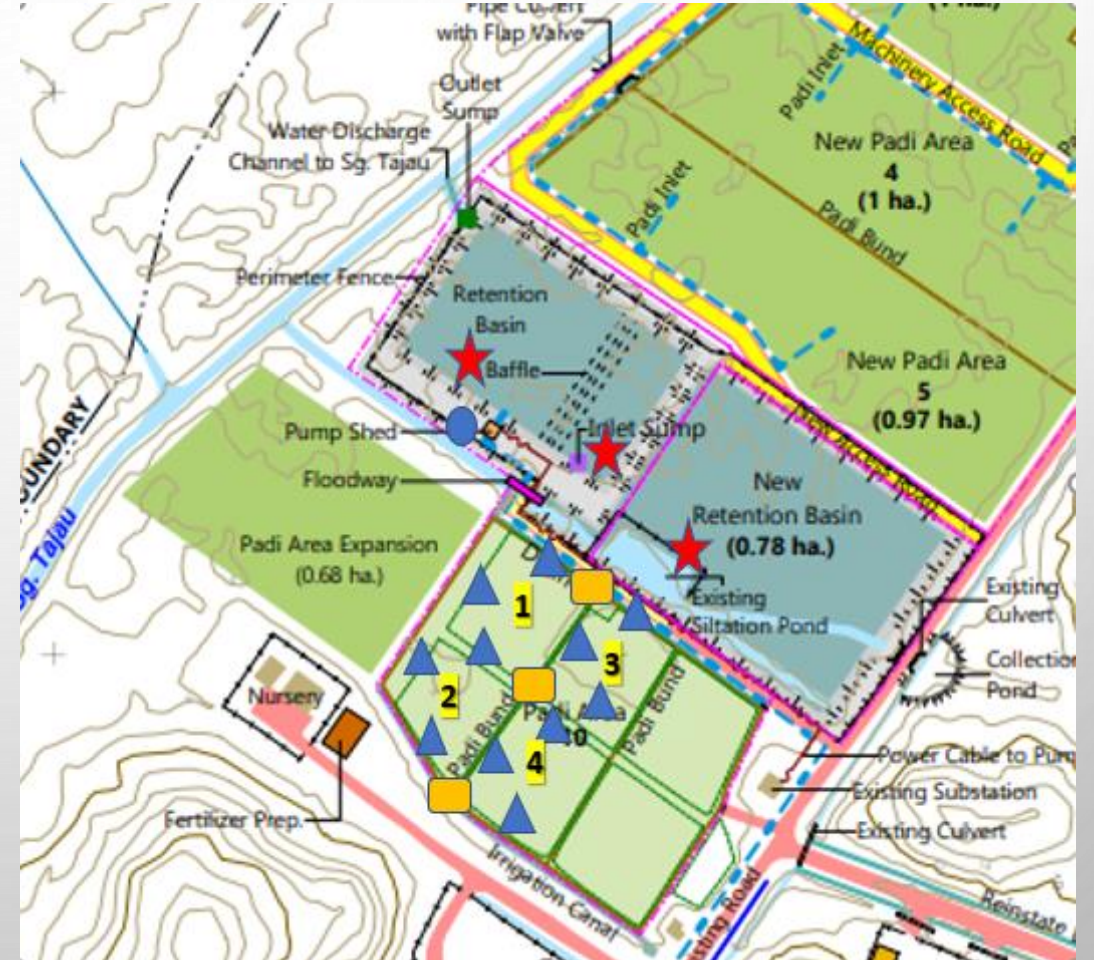 with Flap Valve
Outlet
Sump
Water Discharge
Channel to Sg. Tajau
Machinery Access Road
Padi Inlet
New Padi Area
4
(1 ha.)
Padi Inlet
Padi Bund
Perimeter Fence
Retention
Basin
Baffle
New Padi Area
5
(0.97 ha.)
Pump Shed
Inlet Sump
New Access Road
Floodway
New
Retention Basin
(0.78 ha.)
Sg. Tajau
Padi Area Expansion
(0.68 ha.)
1
Existing
Siltation Pond
Existing
Culvert
3
Collection
Pond
Nursery
2
Padi Bund
Padi Area
Padi Bund
4
Power Cable to Pum
Existing Substation
Fertilizer Prep.
Existing Culvert
Irrigation Canal
Reinstate